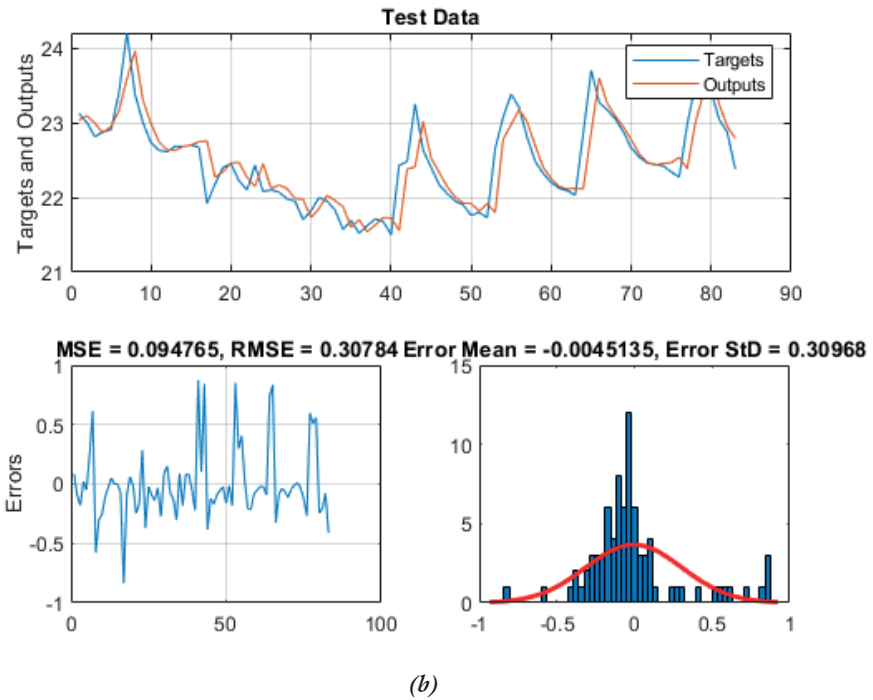 Test Data
Targets and Outputs
24
23
22
21
0 10 20 30 40 50 60 70 80 90
Targets
Outputs
MSE = 0.094765, RMSE = 0.30784 Error Mean = -0.0045135, Error StD = 0.30968
Errors
1
0.5
0
-0.5
-1
0 50 100
15
10
5
0
-1 -0.5 0 0.5 1
(b)